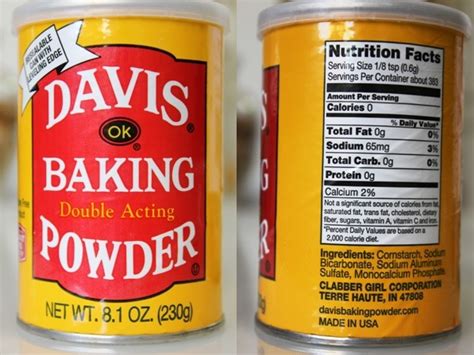 RESEALABLE
CAN WITH
LEVELING EDGE
DAVIS
OK
BAKING
Double Acting
POWDER
NET WT. 8.1 OZ. (230g)
Nutrition Facts
Serving Size 1/8 tsp (0.6g)
Servings Per Container about 383
Amount Per Serving
Calories 0
% Daily Value*
Total Fat 0g 0%
Sodium 65mg 3%
Total Carb. 0g 0%
Protein 0g
Calcium 2%
Not a significant source of calories from fat,
saturated fat, trans fat, cholesterol, dietary
fiber, sugars, vitamin A, vitamin C and iron.
*Percent Daily Values are based on a
2,000 calorie diet.
Ingredients: Cornstarch, Sodium
Bicarbonate, Sodium Aluminum
Sulfate, Monocalcium Phosphate.
CLABBER GIRL CORPORATION
TERRE HAUTE, IN 47808
davisbakingpowder.com
MADE IN USA